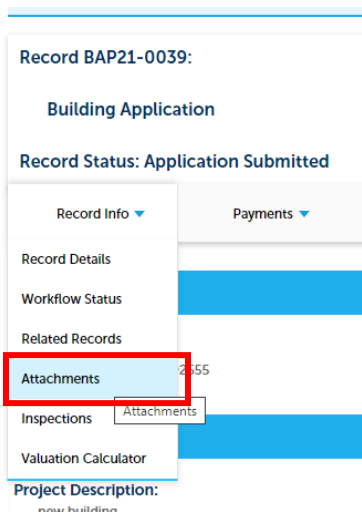 Record BAP21-0039:
Building Application
Record Status: Application Submitted
Record Info Payments
Record Details
Workflow Status
Related Records
2555
Attachments
Attachments
Inspections
Valuation Calculator
Project Description:
new building